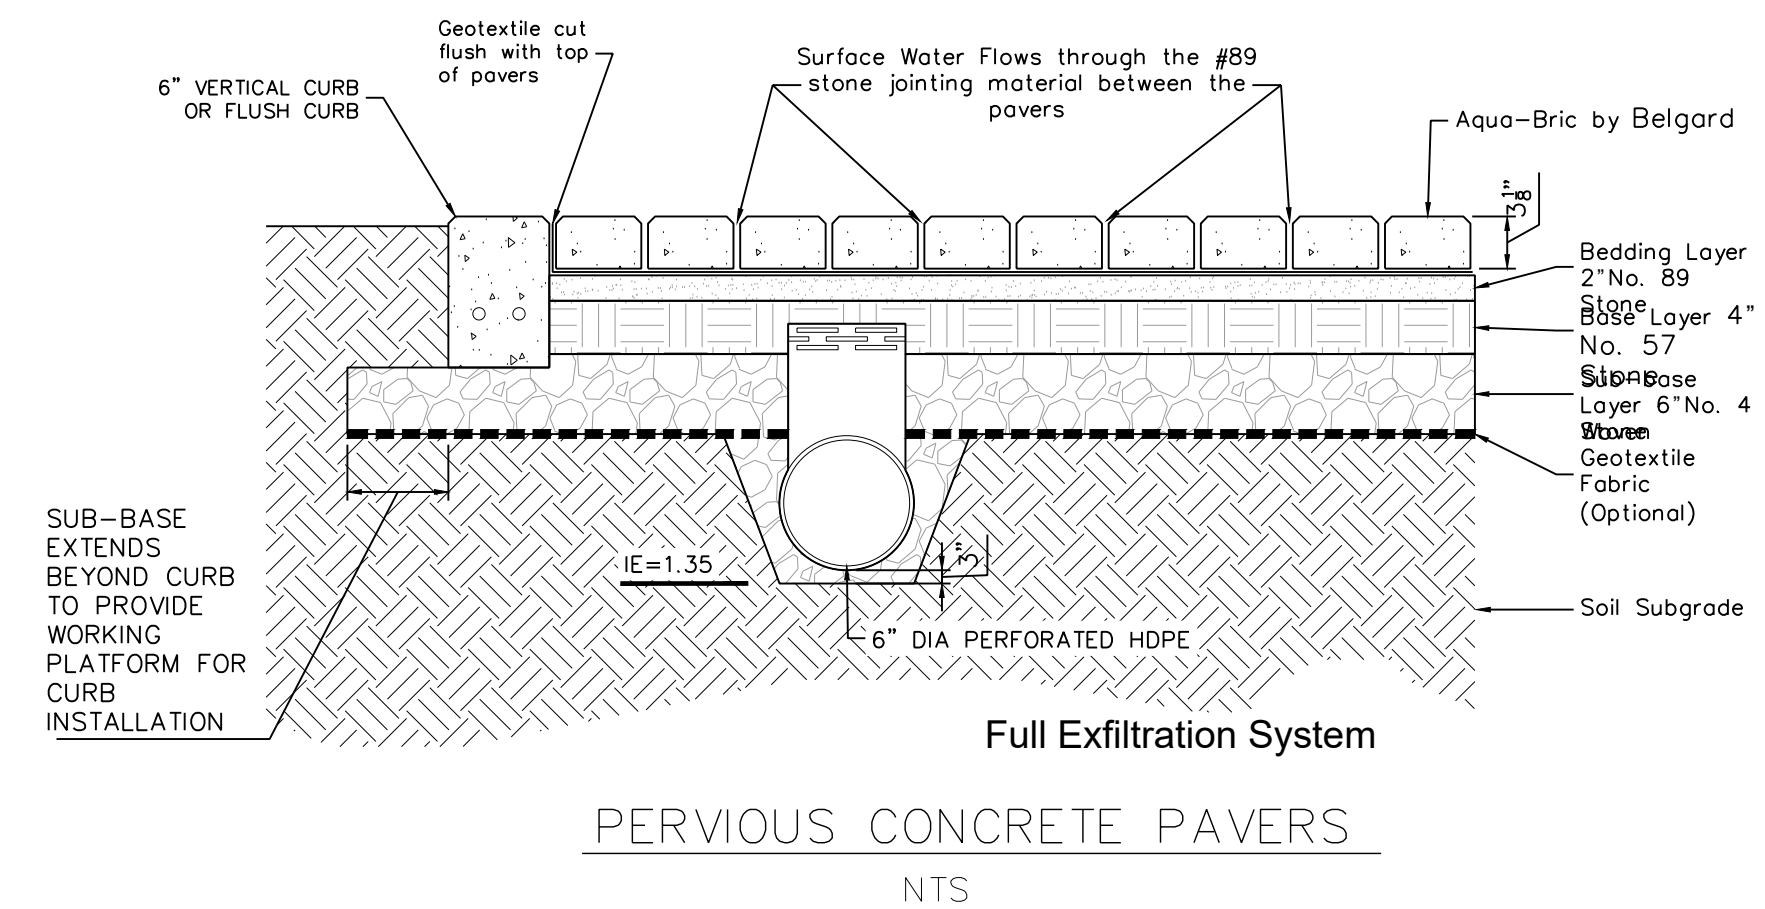 Geotextile cut
flush with top
of pavers
6" VERTICAL CURB
OR FLUSH CURB
Surface Water Flows through the #89
stone jointing material between the
pavers
Aqua-Bric by Belgard
3 1/8"
Bedding Layer
2"No. 89
Stone
Base Layer 4"
No. 57
Stone
Sub-base
Layer 6"No. 4
Stone
Woven
Geotextile
Fabric
(Optional)
SUB-BASE
EXTENDS
BEYOND CURB
TO PROVIDE
WORKING
PLATFORM FOR
CURB
INSTALLATION
IE=1.35
3"
6" DIA PERFORATED HDPE
Soil Subgrade
Full Exfiltration System
PERVIOUS CONCRETE PAVERS
NTS